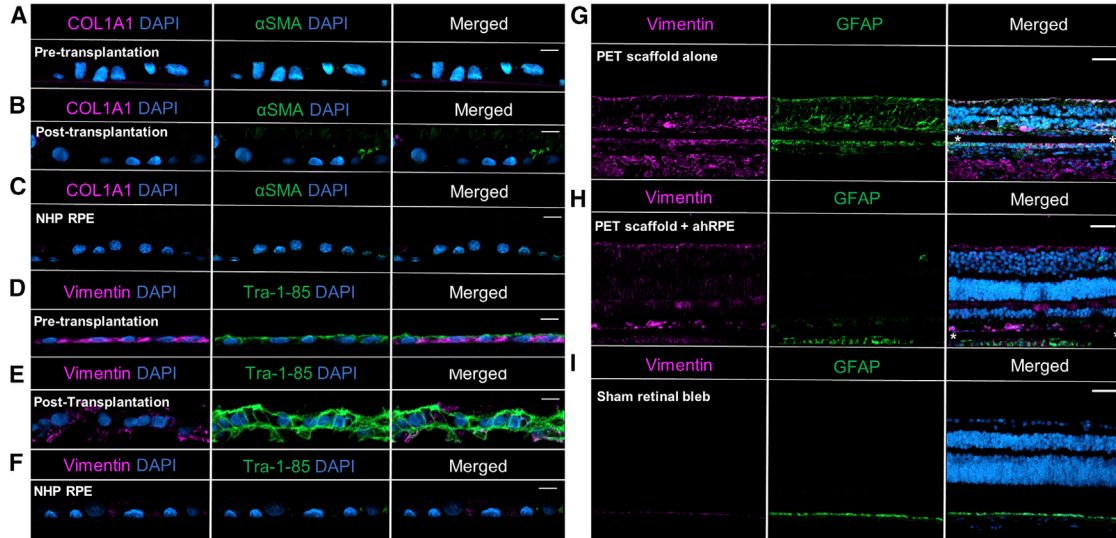 A
COL1A1 DAPI
αSMA DAPI
Merged
Pre-transplantation
B
COL1A1 DAPI
αSMA DAPI
Merged
Post-transplantation
C
COL1A1 DAPI
αSMA DAPI
Merged
NHP RPE
D
Vimentin DAPI
Tra-1-85
Merged
Pre-transplantation
E
Vimentin DAPI
Tra-1-85 DAPI
Merged
Post-Transplantation
F
Vimentin DAPI
Tra-1-85 DAPI
Merged
NHP RPE
G
Vimentin
GFAP
Merged
PET scaffold alone
*
*
H
Vimentin
GFAP
Merged
PET scaffold + ahRPE
*
*
I
Vimentin
GFAP
Merged
Sham retinal bleb